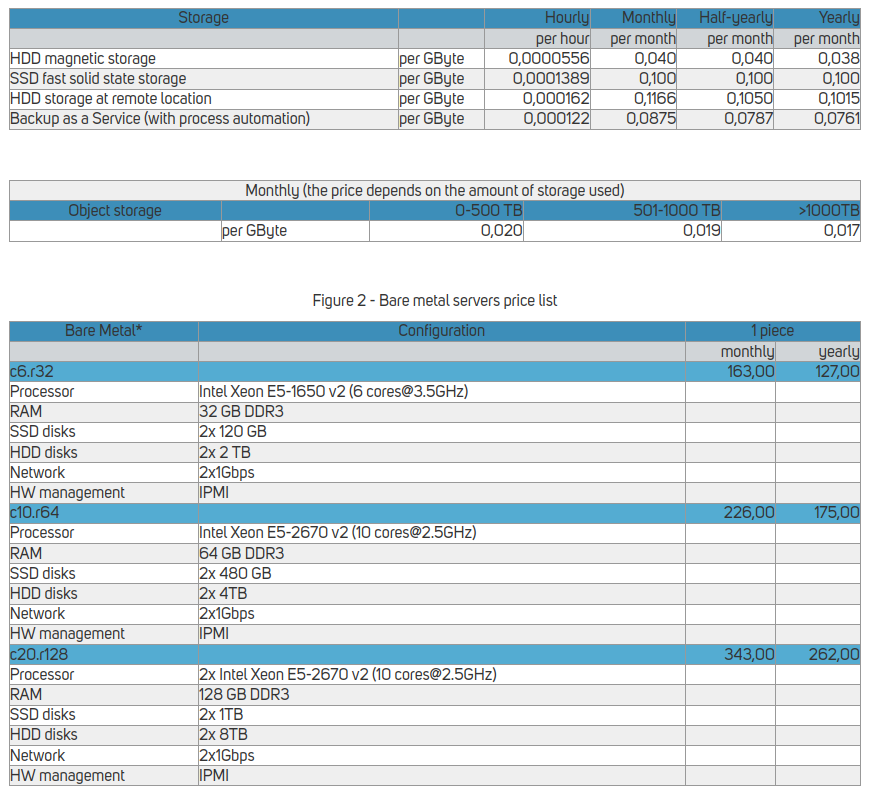 Storage Hourly Monthly Half-yearly Yearly
per hour per month per month per month
HDD magnetic storage per GByte 0,0000556 0,040 0,040 0,038
SSD fast solid state storage per GByte 0,0001389 0,100 0,100 0,100
HDD storage at remote location per GByte 0,000162 0,1166 0,1050 0,1015
Backup as a Service (with process automation) per GByte 0,000122 0,0875 0,0787 0,0761
Monthly (the price depends on the amount of storage used)
Object storage 0-500 TB 501-1000 TB >1000TB
per GByte 0,020 0,019 0,017
Figure 2 - Bare metal servers price list
Bare Metal* Configuration 1 piece
monthly yearly
c6.r32 163,00 127,00
Processor Intel Xeon E5-1650 v2 (6 cores@3.5GHz)
RAM 32 GB DDR3
SSD disks 2x 120 GB
HDD disks 2x 2 TB
Network 2x1Gbps
HW management IPMI
c10.r64 226,00 175,00
Processor Intel Xeon E5-2670 v2 (10 cores@2.5GHz)
RAM 64 GB DDR3
SSD disks 2x 480 GB
HDD disks 2x 4TB
Network 2x1Gbps
HW management IPMI
c20.r128 343,00 262,00
Processor 2x Intel Xeon E5-2670 v2 (10 cores@2.5GHz)
RAM 128 GB DDR3
SSD disks 2x 1TB
HDD disks 2x 8TB
Network 2x1Gbps
HW management IPMI